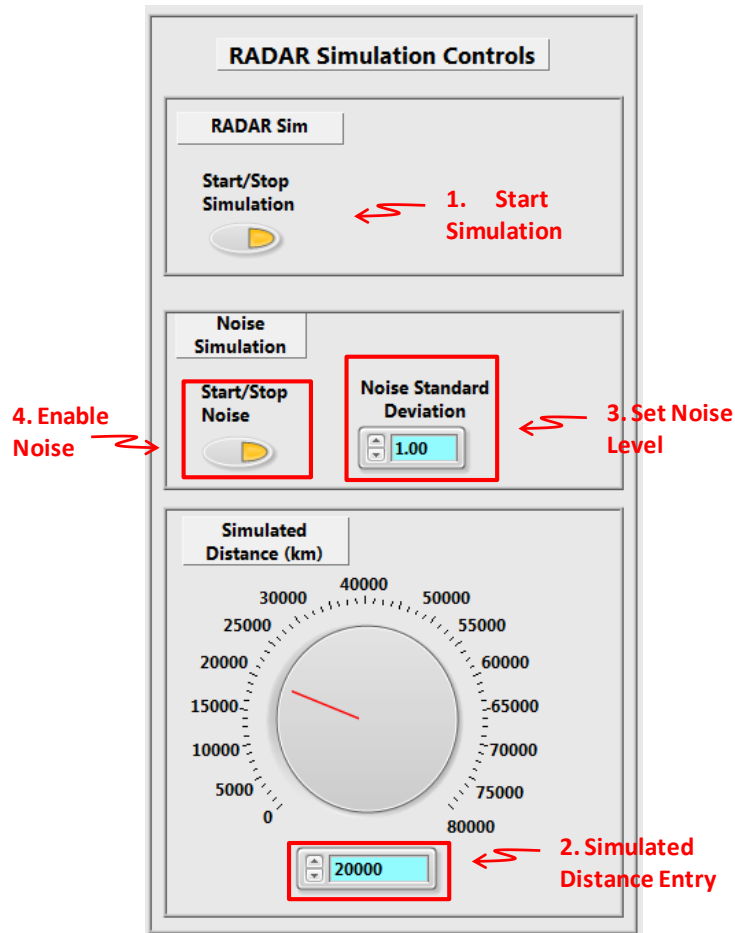 RADAR Simulation Controls
RADAR Sim
Start/Stop
Simulation
1. Start
Simulation
Noise
Simulation
4. Enable
Noise
Start/Stop
Noise
Noise Standard
Deviation
1.00
3. Set Noise
Level
Simulated
Distance (km)
0
5000
10000
15000
20000
25000
30000
40000
50000
55000
60000
65000
70000
75000
80000
20000
2. Simulated
Distance Entry